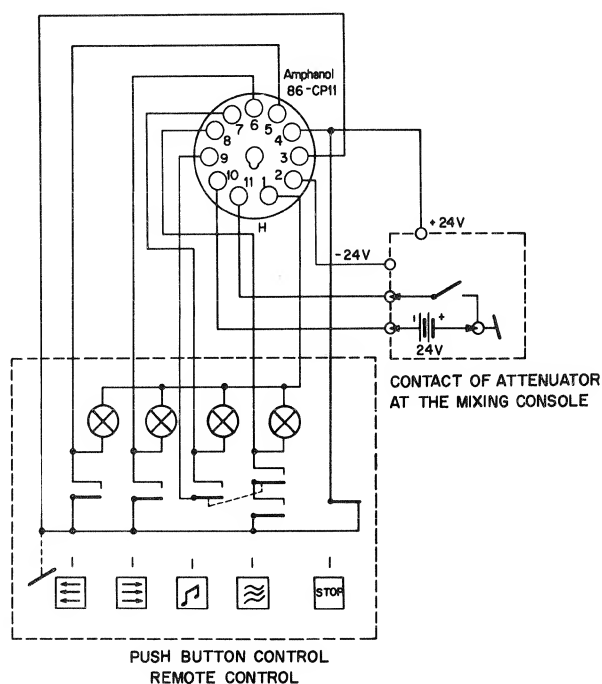 Amphenol
86-CP11
6
7
5
8
4
9
3
10
2
11
1
H
+24V
-24V
-
+
24V
CONTACT OF ATTENUATOR
AT THE MIXING CONSOLE
STOP
PUSH BUTTON CONTROL
REMOTE CONTROL